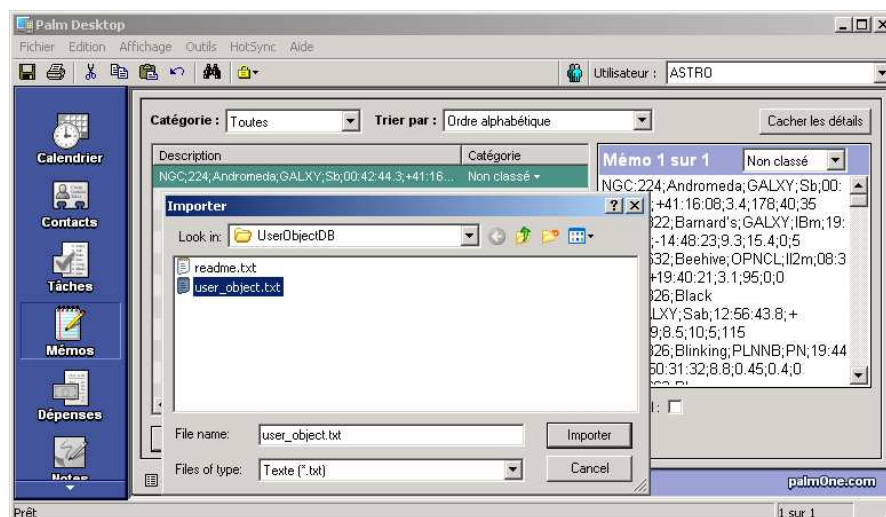 Palm Desktop
Fichier Edition Affichage Outils HotSync Aide
Utilisateur : ASTRO
Catégorie : Toutes Trier par : Ordre alphabétique Cacher les détails
Calendrier
Contacts
Tâches
Mémos
Dépenses
Notes
Description Catégorie
NGC;224;Andromeda;GALXY;Sb;00:42:44.3;+41:16... Non classé
Mémo 1 sur 1 Non classé
NGC;224;Andromeda;GALXY;Sb;00:
;+41:16:08;3.4;178;40;35
822;Barnard's;GALXY;IBm;19:
;-14:48:23;9.3;15.4;0;5
632;Beehive;OPNCL;II2m;08:3
+19:40:21;3.1;95;0;0
826;Black
LXY;Sab;12:56:43.8;+
9;8.5;10;5;115
826;Blinking;PLNNB;PN;19:44
50:31:32;8.8;0.45;0.4;0
Importer
Look in: UserObjectDB
readme.txt
user_object.txt
File name: user_object.txt Importer
Files of type: Texte (*.txt) Cancel
palmOne.com
Prêt 1 sur 1